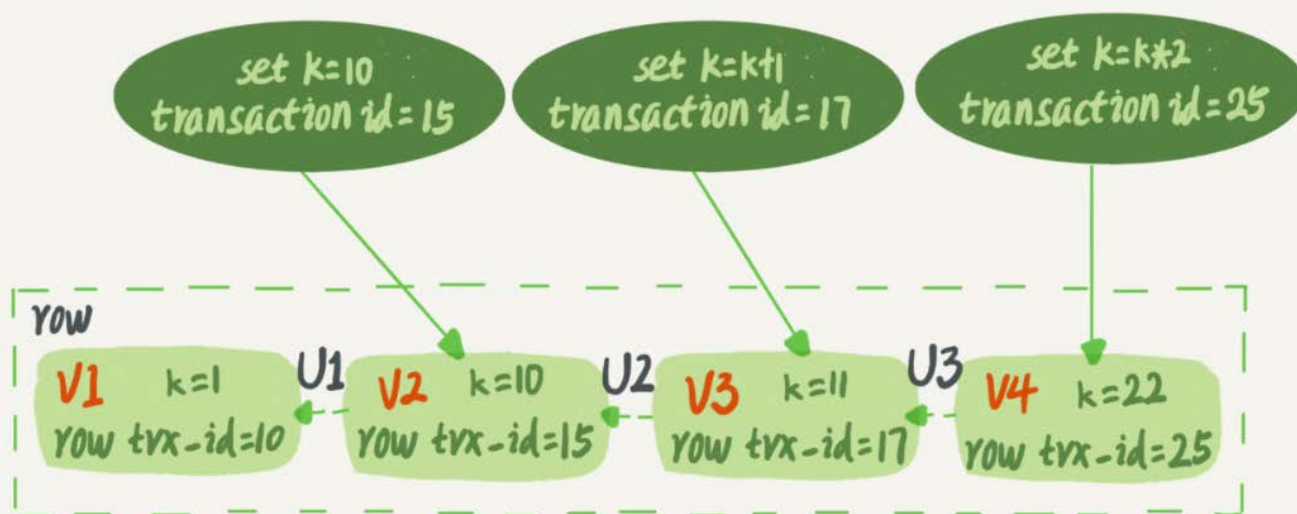 set k=10
transaction id=15
set k=k+1
transaction id=17
set k=k*2
transaction id=25
row
V1 k=1
row trx-id=10
U1
V2 k=10
row trx-id=15
U2
V3 k=11
row trx-id=17
U3
V4 k=22
row trx-id=25